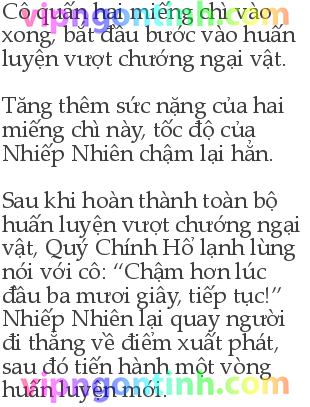 Cô quấn hai miếng chì vào
xong, bắt đầu bước vào huấn
luyện vượt chướng ngại vật.
Tăng thêm sức nặng của hai
miếng chì này, tốc độ của
Nhiếp Nhiên chậm lại hẳn.
Sau khi hoàn thành toàn bộ
huấn luyện vượt chướng ngại
vật, Quý Chính Hổ lạnh lùng
nói với cô: “Chậm hơn lúc
đầu ba mươi giây, tiếp tục!”
Nhiếp Nhiên lại quay người
đi thẳng về điểm xuất phát,
sau đó tiến hành một vòng
huấn luyện mới.
vipngontinh.com
vipngontinh.com